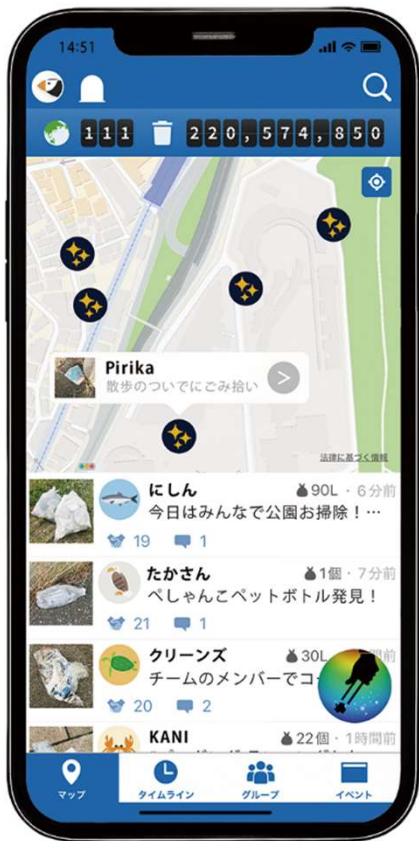 14:51
111 220,574,850
Pirika
散歩のついでにごみ拾い
法律に基づく情報
にしん 90L・6分前
今日はみんなで公園お掃除！…
19 1
たかさん 1個・7分前
ぺしゃんこペットボトル発見！
21 1
クリーンズ 30L 間前
チームのメンバーでコ
20 2
KANI 22個・1時間前
マップ タイムライン グループ イベント